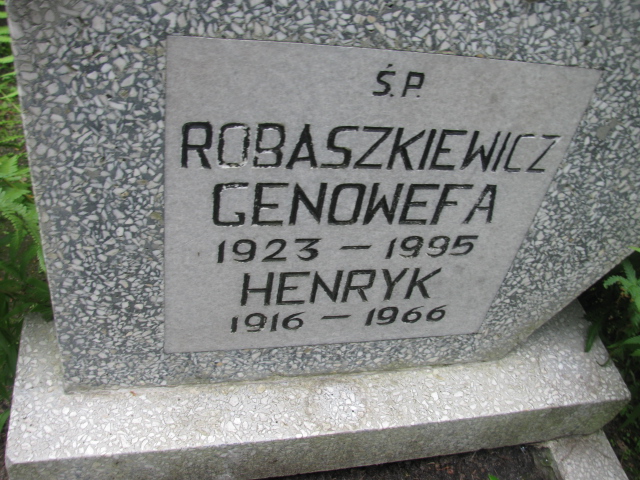 Ś.P.
ROBASZKIEWICZ
GENOWEFA
1923 - 1995
HENRYK
1916 - 1966